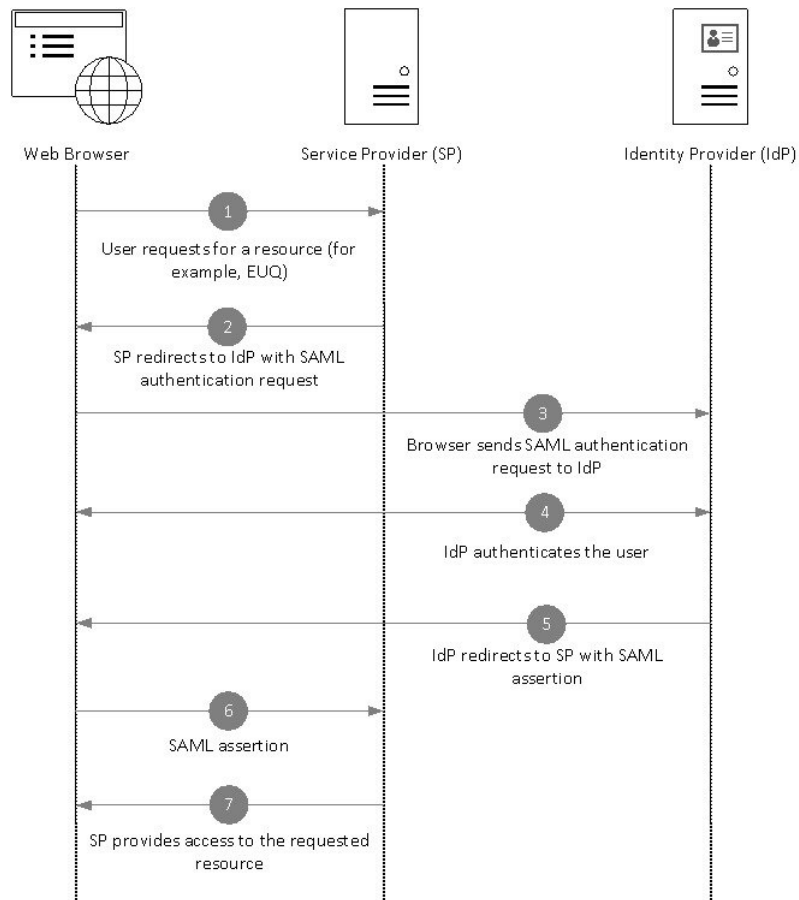 Web Browser
Service Provider (SP)
Identity Provider (IdP)
1
User requests for a resource (for
example, EUQ)
2
SP redirects to IdP with SAML
authentication request
3
Browser sends SAML authentication
request to IdP
4
IdP authenticates the user
5
IdP redirects to SP with SAML
assertion
6
SAML assertion
7
SP provides access to the requested
resource